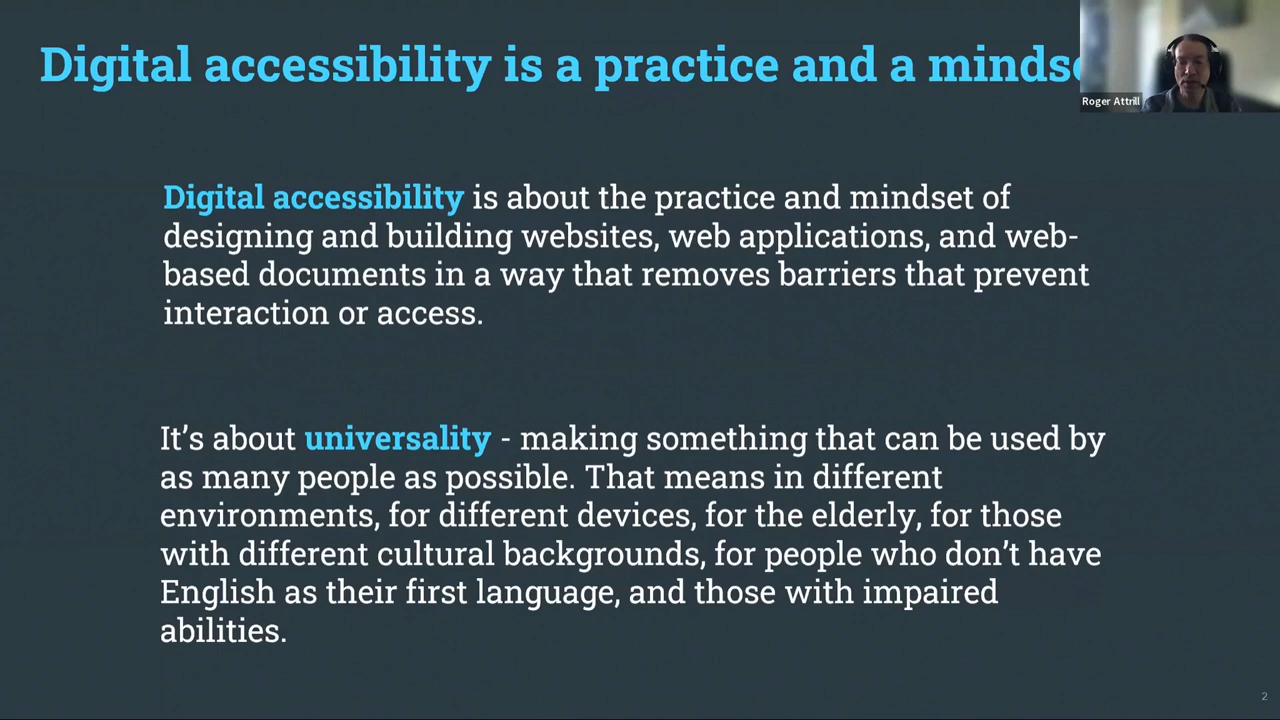 Digital accessibility is a practice and a
Roger Attrill
Digital accessibility is about the practice and mindset of
designing and building websites, web applications, and web-
based documents in a way that removes barriers that prevent
interaction or access.
It’s about universality - making something that can be used by
as many people as possible. That means in different
environments, for different devices, for the elderly, for those
with different cultural backgrounds, for people who don’t have
English as their first language, and those with impaired
abilities.
2